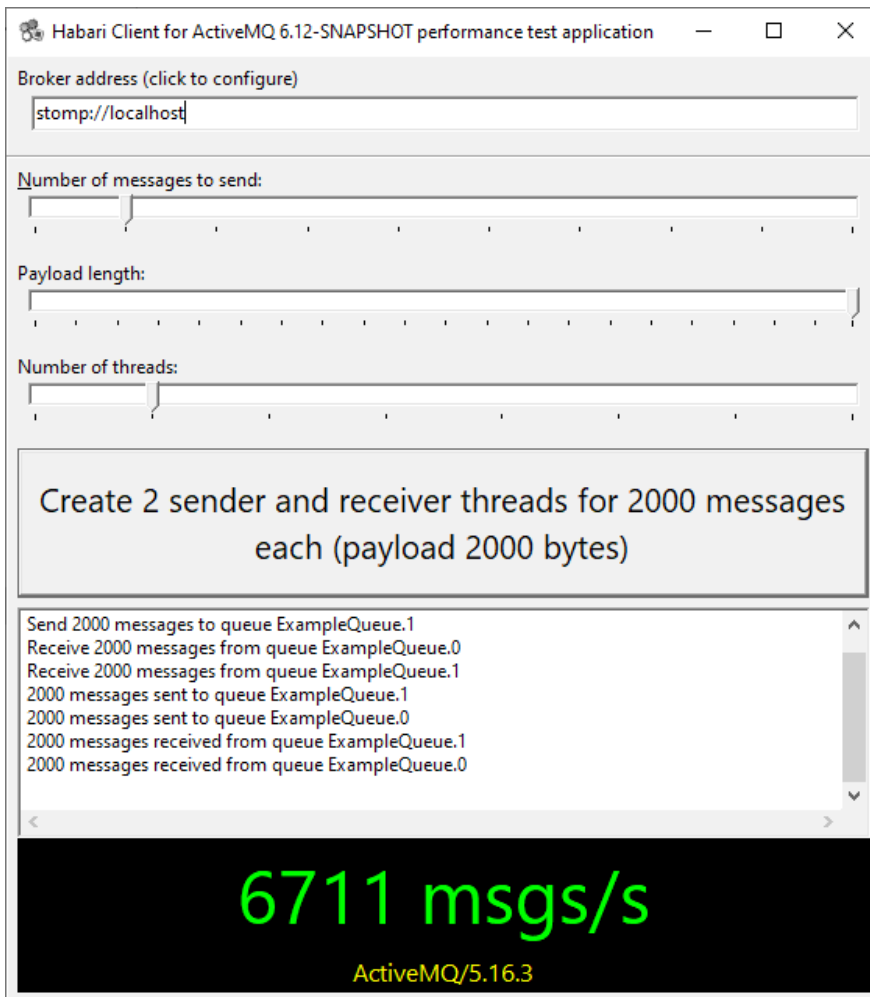 Habari Client for ActiveMQ 6.12-SNAPSHOT performance test application
Broker address (click to configure)
stomp://localhost
Number of messages to send:
Payload length:
Number of threads:
Create 2 sender and receiver threads for 2000 messages
each (payload 2000 bytes)
Send 2000 messages to queue ExampleQueue.1
Receive 2000 messages from queue ExampleQueue.0
Receive 2000 messages from queue ExampleQueue.1
2000 messages sent to queue ExampleQueue.1
2000 messages sent to queue ExampleQueue.0
2000 messages received from queue ExampleQueue.1
2000 messages received from queue ExampleQueue.0
6711 msgs/s
ActiveMQ/5.16.3